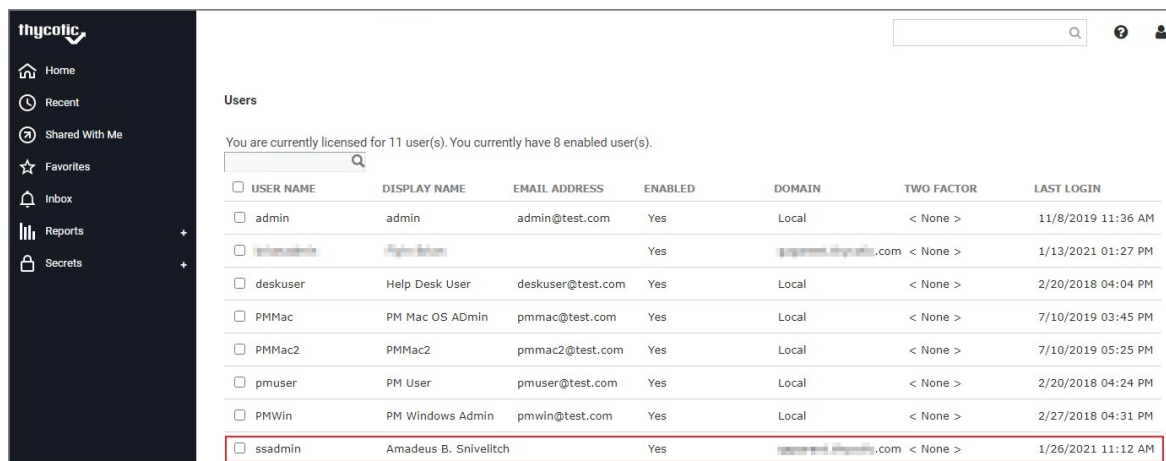 thycotic
Home
Recent
Shared With Me
Favorites
Inbox
Reports +
Secrets +
Users
You are currently licensed for 11 user(s). You currently have 8 enabled user(s).
USER NAME DISPLAY NAME EMAIL ADDRESS ENABLED DOMAIN TWO FACTOR LAST LOGIN
admin admin admin@test.com Yes Local < None > 11/8/2019 11:36 AM
Yes .com < None > 1/13/2021 01:27 PM
deskuser Help Desk User deskuser@test.com Yes Local < None > 2/20/2018 04:04 PM
PMMac PM Mac OS ADmin pmmac@test.com Yes Local < None > 7/10/2019 03:45 PM
PMMac2 PMMac2 pmmac2@test.com Yes Local < None > 7/10/2019 05:25 PM
pmuser PM User pmuser@test.com Yes Local < None > 2/20/2018 04:24 PM
PMWin PM Windows Admin pmwin@test.com Yes Local < None > 2/27/2018 04:31 PM
ssadmin Amadeus B. Snivelitch Yes .com < None > 1/26/2021 11:12 AM